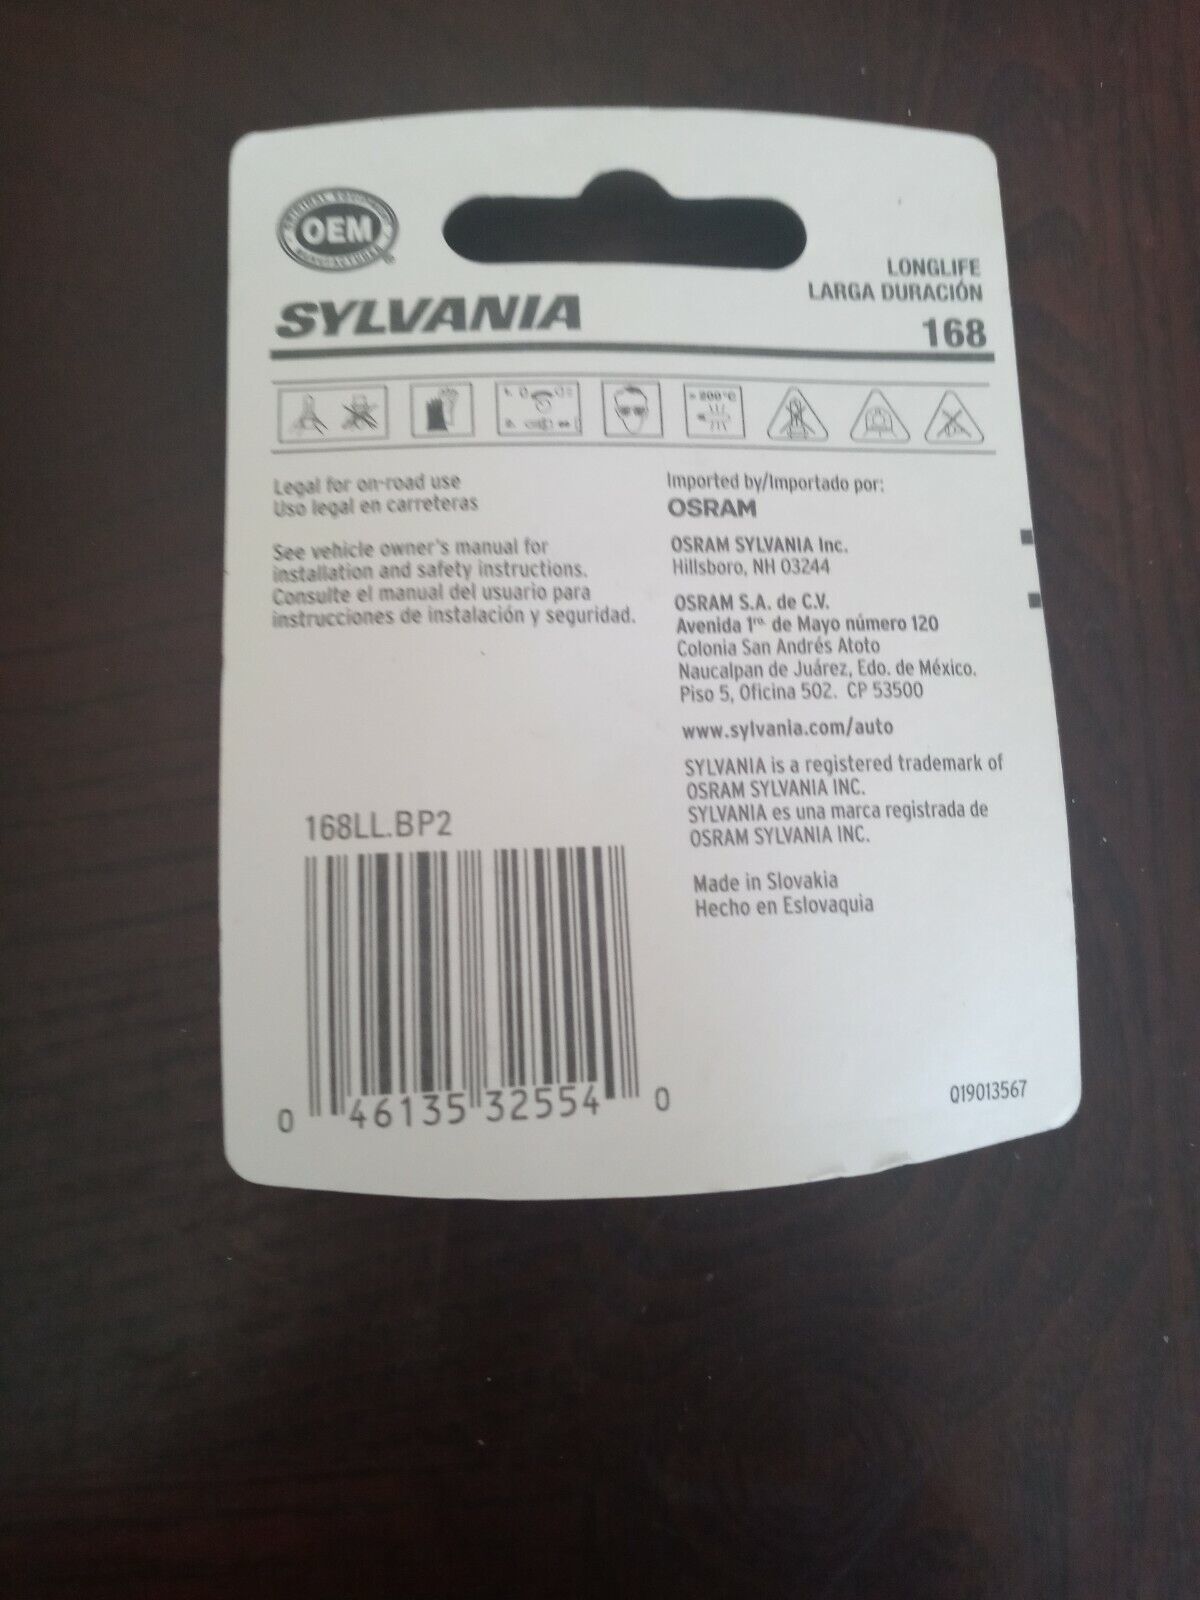 ORIGINAL EQUIPMENT
OEM
MANUFACTURER
SYLVANIA
LONGLIFE
LARGA DURACIÓN
168
> 200°C
Legal for on-road use
Uso legal en carreteras
See vehicle owner's manual for
installation and safety instructions.
Consulte el manual del usuario para
instrucciones de instalación y seguridad.
168LL.BP2
0 46135 32554 0
Imported by/Importado por:
OSRAM
OSRAM SYLVANIA Inc.
Hillsboro, NH 03244
OSRAM S.A. de C.V.
Avenida 1ro. de Mayo número 120
Colonia San Andrés Atoto
Naucalpan de Juárez, Edo. de México.
Piso 5, Oficina 502. CP 53500
www.sylvania.com/auto
SYLVANIA is a registered trademark of
OSRAM SYLVANIA INC.
SYLVANIA es una marca registrada de
OSRAM SYLVANIA INC.
Made in Slovakia
Hecho en Eslovaquia
Q19013567